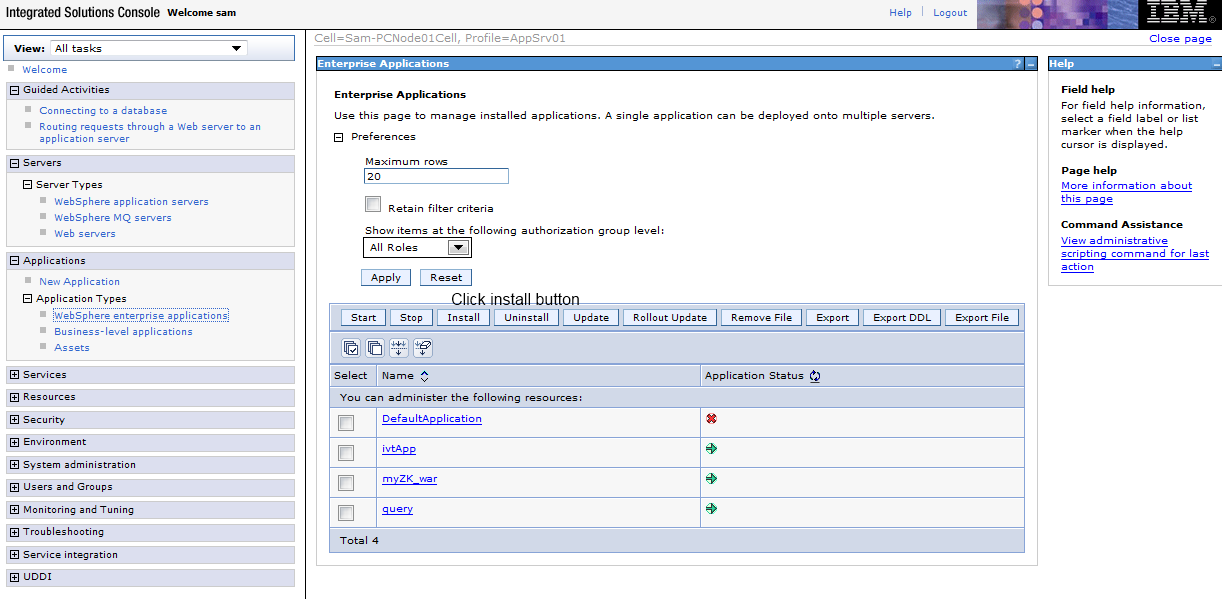 Integrated Solutions Console Welcome sam
Help Logout
IBM®
View: All tasks
Welcome
Guided Activities
Connecting to a database
Routing requests through a Web server to an
application server
Servers
Server Types
WebSphere application servers
WebSphere MQ servers
Web servers
Applications
New Application
Application Types
WebSphere enterprise applications
Business-level applications
Assets
Services
Resources
Security
Environment
System administration
Users and Groups
Monitoring and Tuning
Troubleshooting
Service integration
UDDI
Cell=Sam-PCNode01Cell, Profile=AppSrv01
Close page
Enterprise Applications
?
Enterprise Applications
Use this page to manage installed applications. A single application can be deployed onto multiple servers.
Preferences
Maximum rows
20
Retain filter criteria
Show items at the following authorization group level:
All Roles
Apply Reset
Click install button
Start Stop Install Uninstall Update Rollout Update Remove File Export Export DDL Export File
Select Name Application Status
You can administer the following resources:
DefaultApplication
ivtApp
myZK_war
query
Total 4
Help
Field help
For field help information,
select a field label or list
marker when the help
cursor is displayed.
Page help
More information about
this page
Command Assistance
View administrative
scripting command for last
action